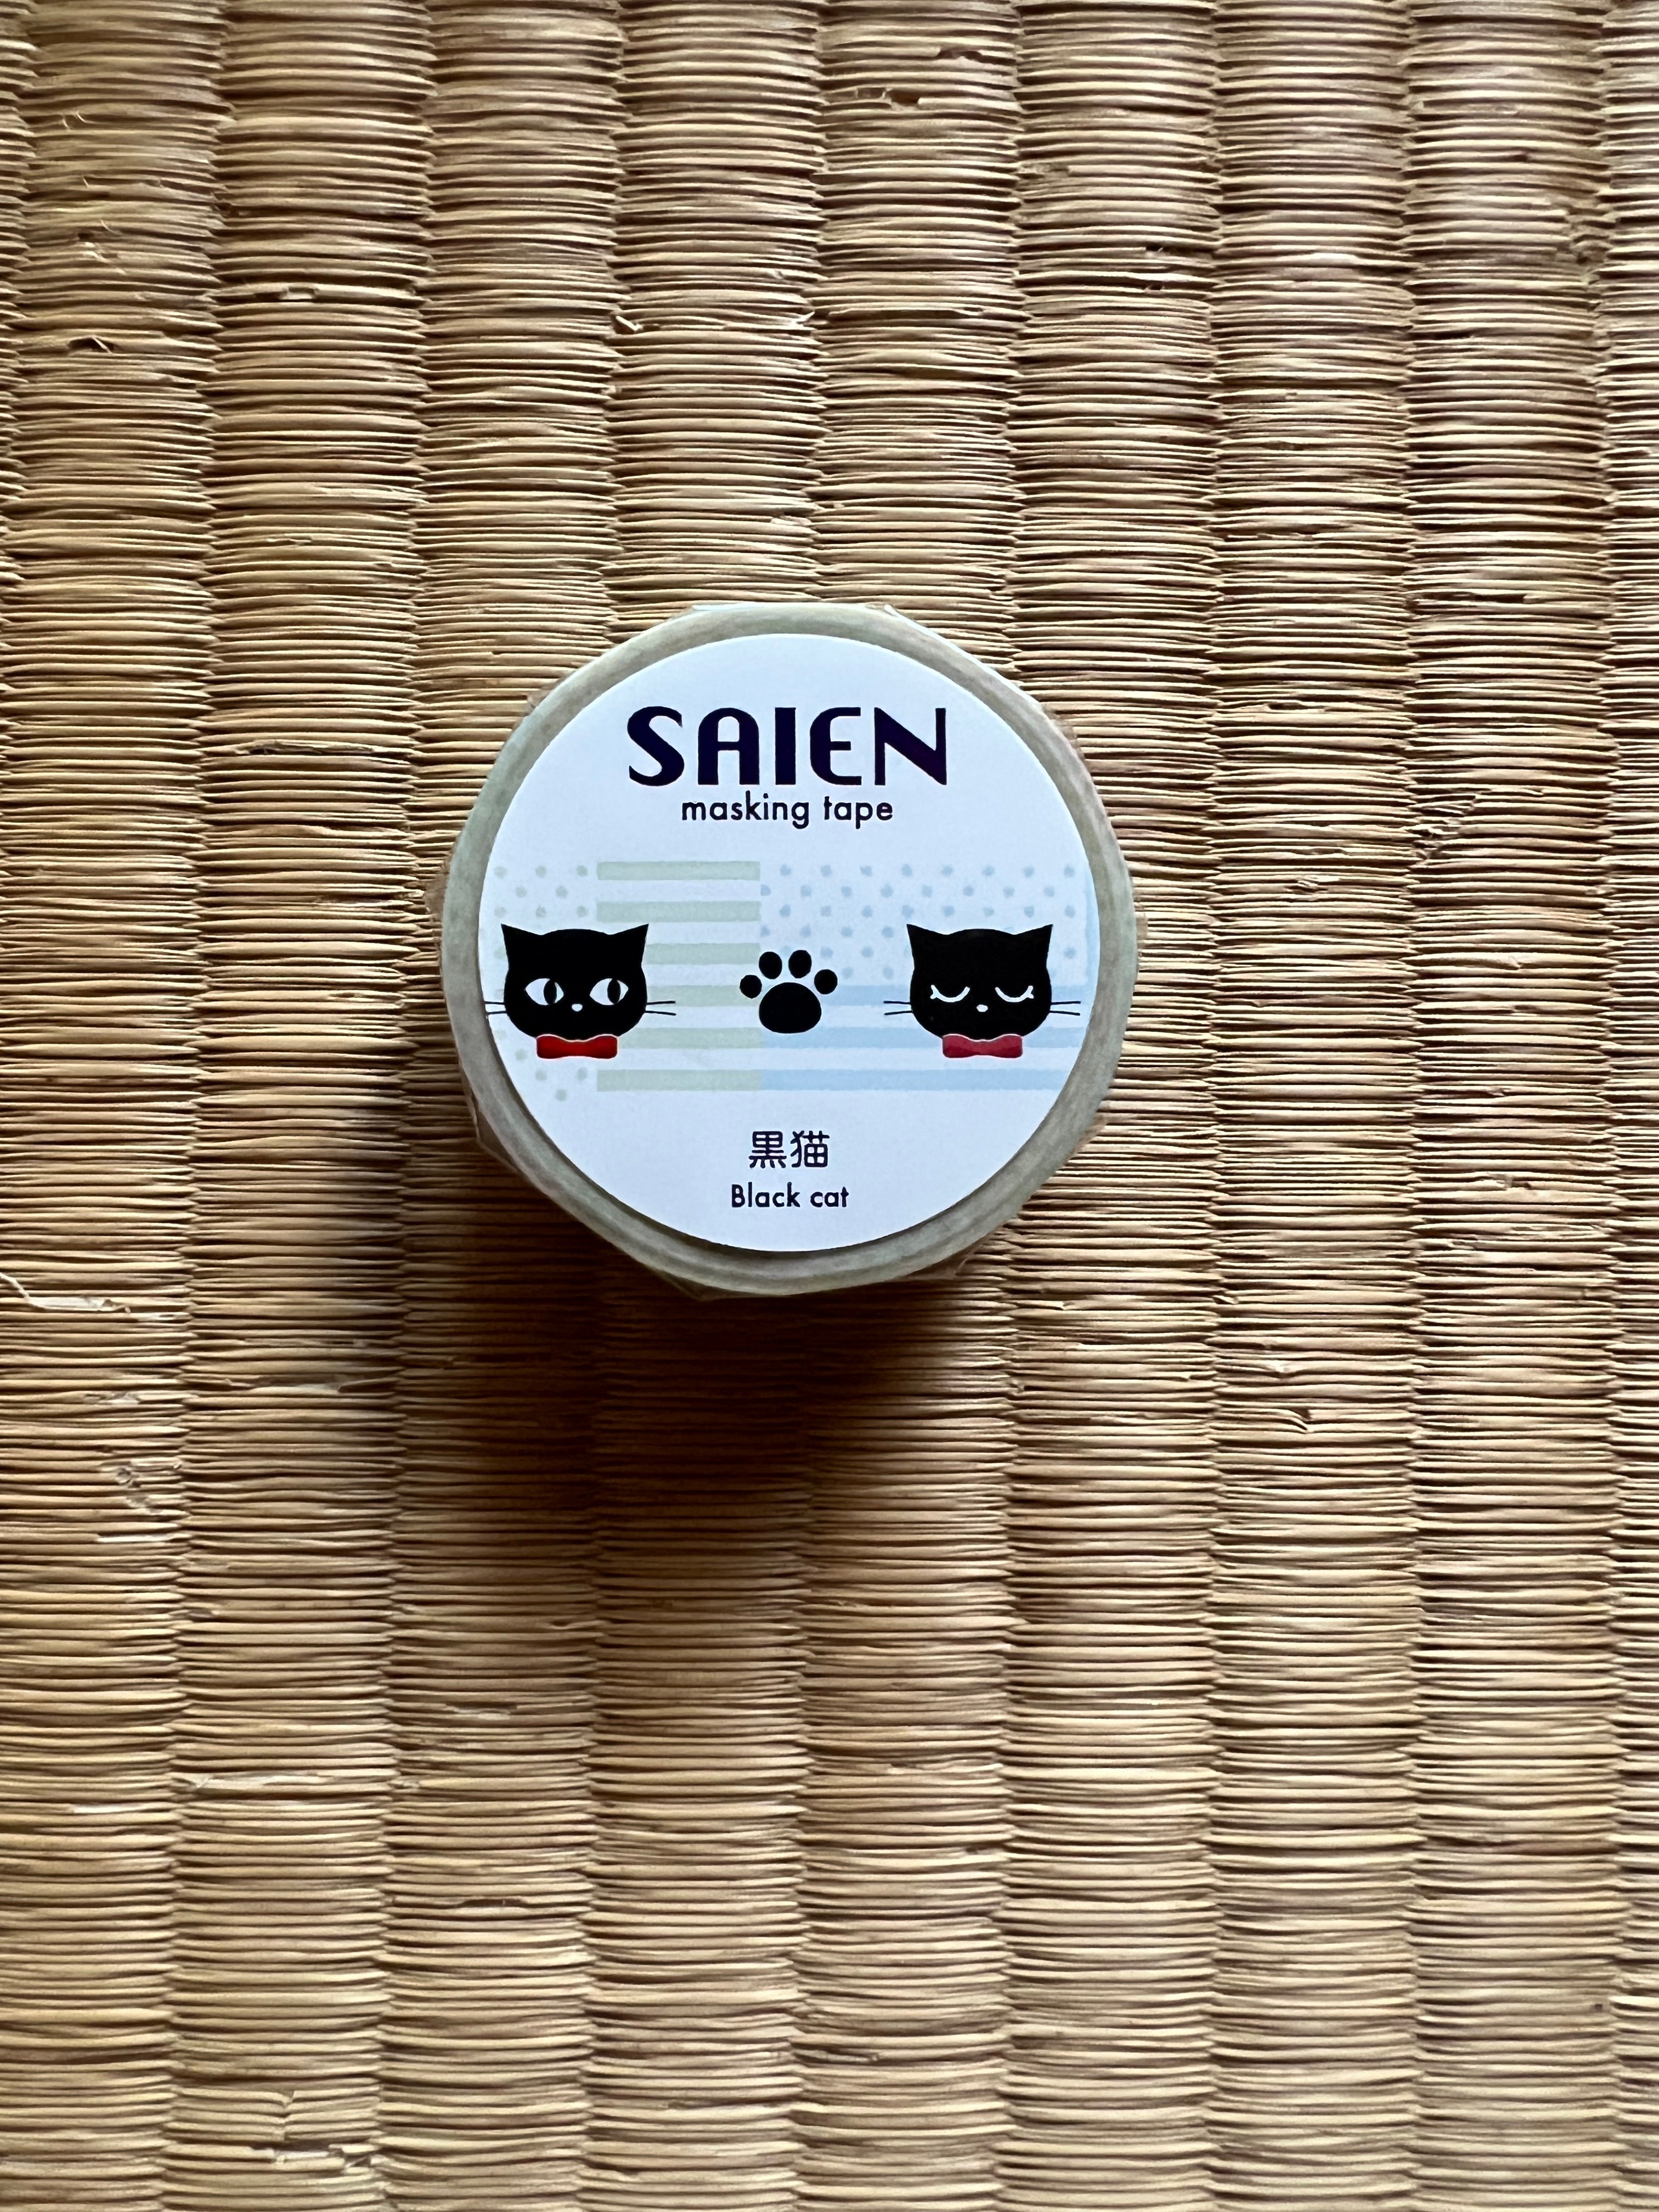 SAIEN
masking tape
黒猫
Black cat